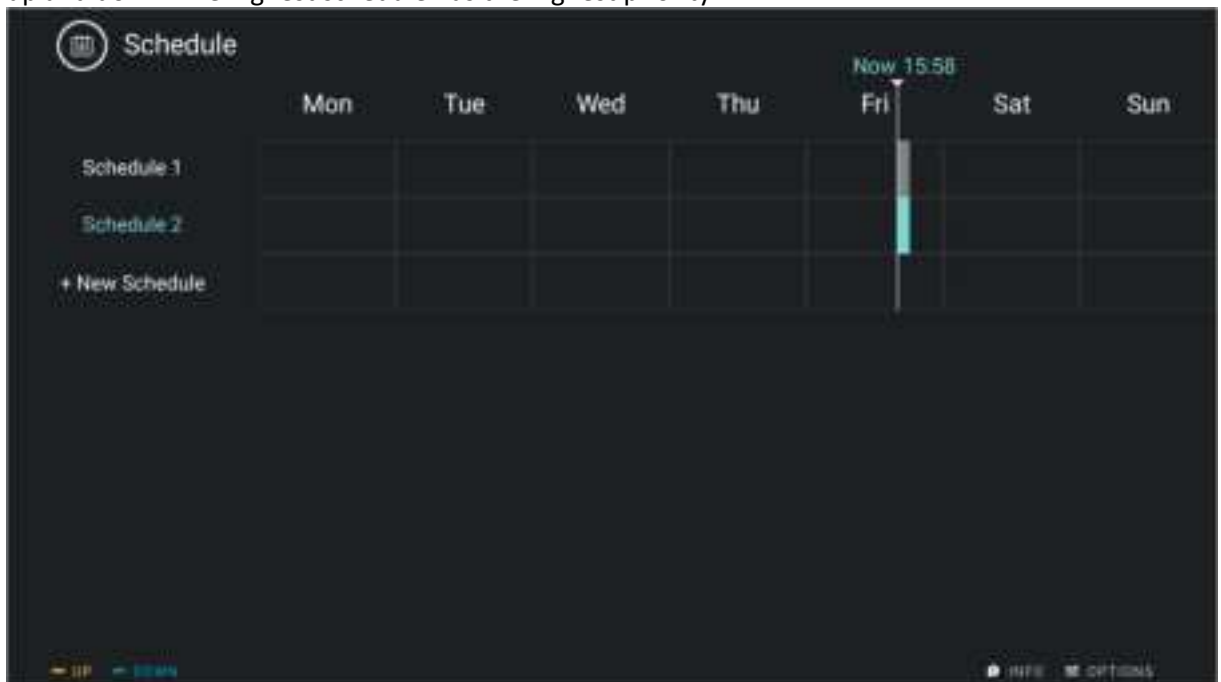 Schedule
Now 15:58
Mon Tue Wed Thu Fri Sat Sun
Schedule 1
Schedule 2
+ New Schedule
UP DOWN INFO OPTIONS